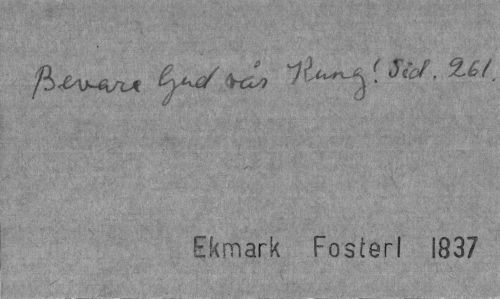 Bevare Gud vår Kung! Sid. 261.
Ekmark Fosterl 1837